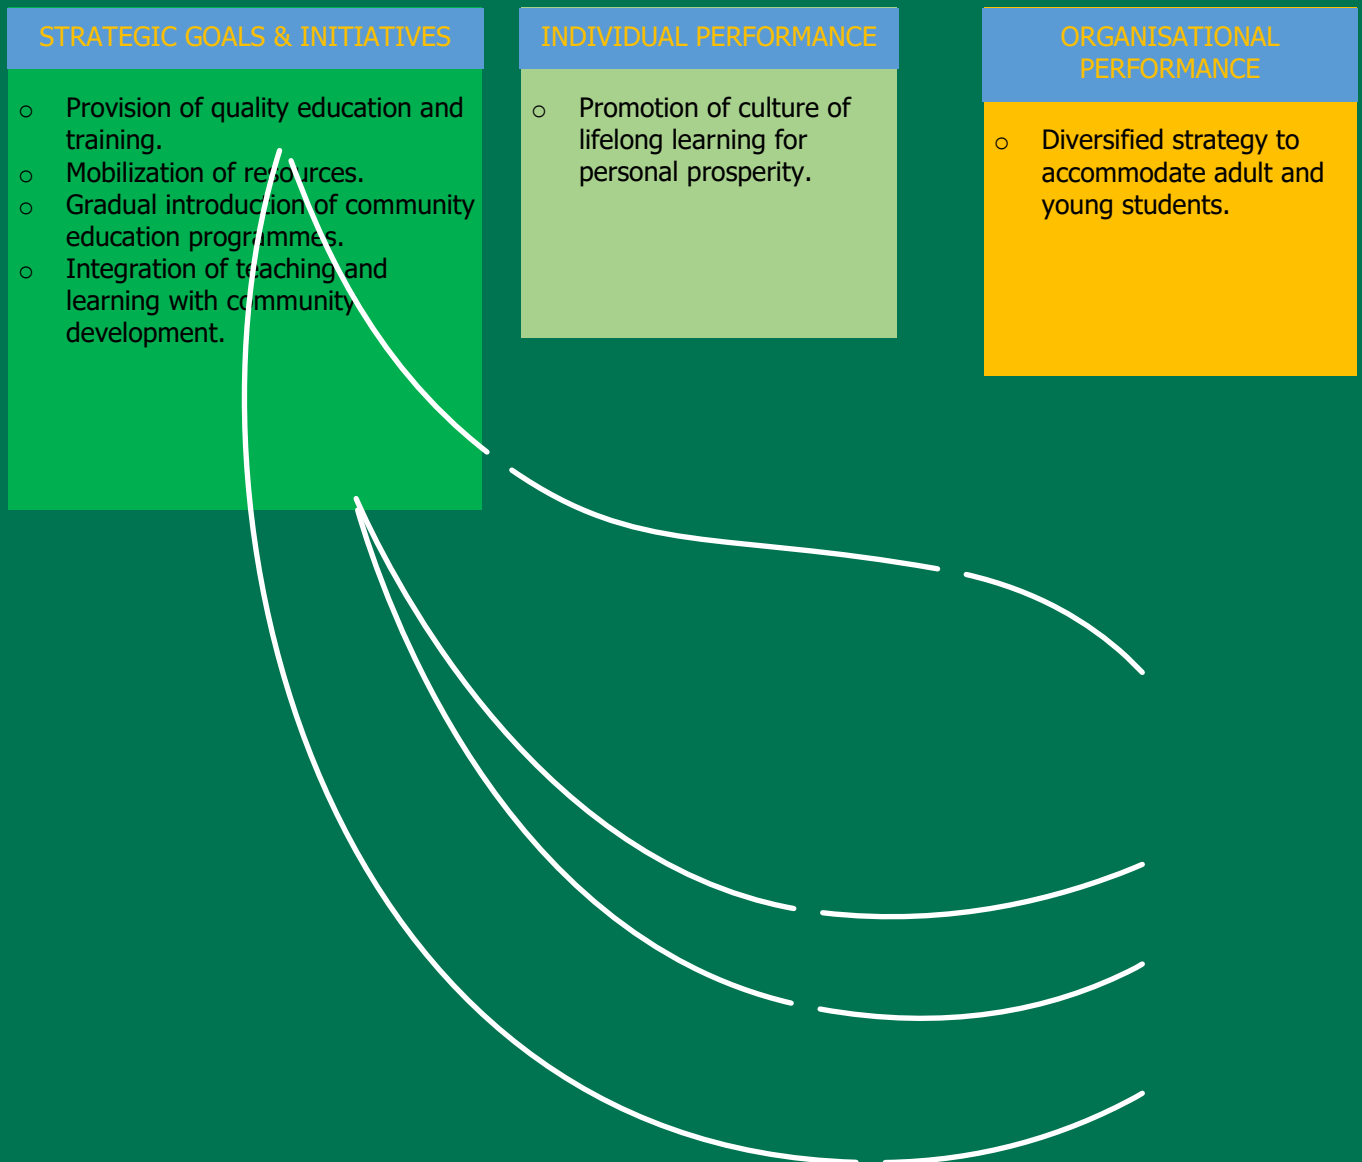 STRATEGIC GOALS & INITIATIVES
o Provision of quality education and
training.
o Mobilization of resources.
o Gradual introduction of community
education programmes.
o Integration of teaching and
learning with community
development.
INDIVIDUAL PERFORMANCE
o Promotion of culture of
lifelong learning for
personal prosperity.
ORGANISATIONAL
PERFORMANCE
o Diversified strategy to
accommodate adult and
young students.